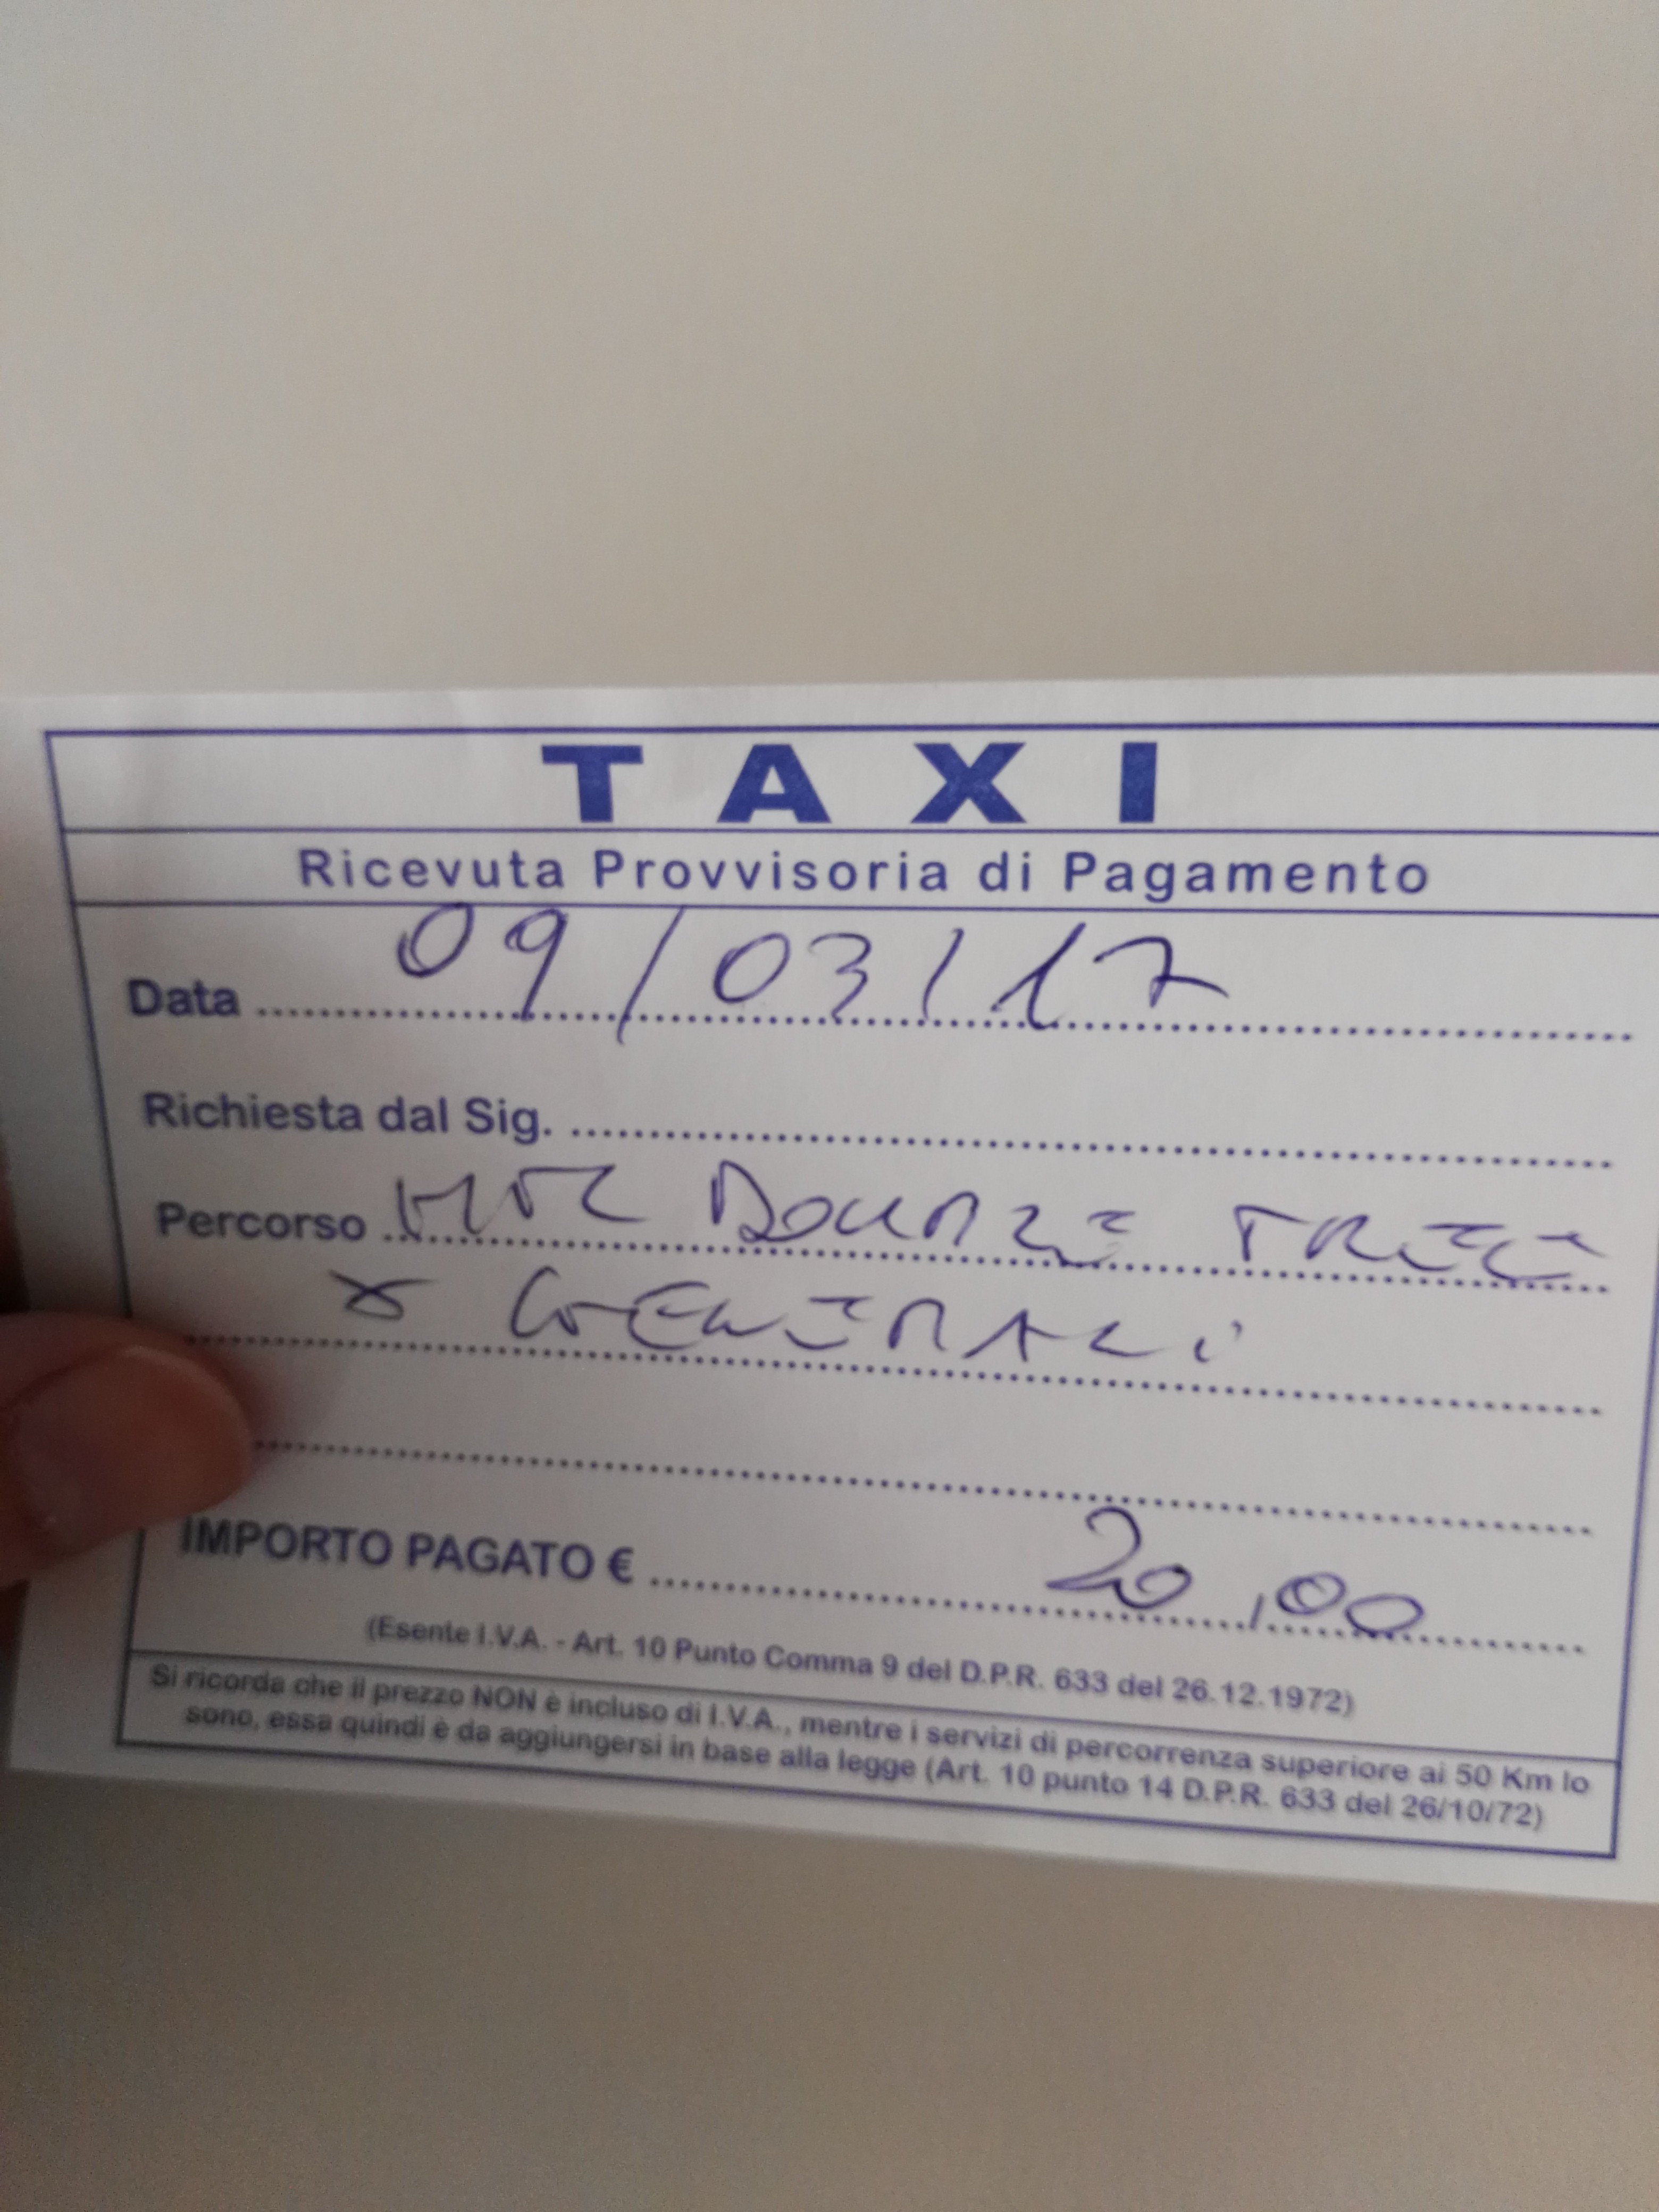 TAXI
Ricevuta Provvisoria di Pagamento
Data 09/03/17
Richiesta dal Sig.
Percorso TREE
x GENERALI
IMPORTO PAGATO € 20,00
(Esente I.V.A. - Art. 10 Punto Comma 9 del D.P.R. 633 del 26.12.1972)
Si ricorda che il prezzo NON è incluso di I.V.A., mentre i servizi di percorrenza superiore ai 50 Km lo
sono, essa quindi è da aggiungersi in base alla legge (Art. 10 punto 14 D.P.R. 633 del 26/10/72)